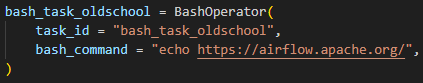 bash_task_oldschool = BashOperator(
    task_id = "bash_task_oldschool",
    bash_command = "echo https://airflow.apache.org/",
)